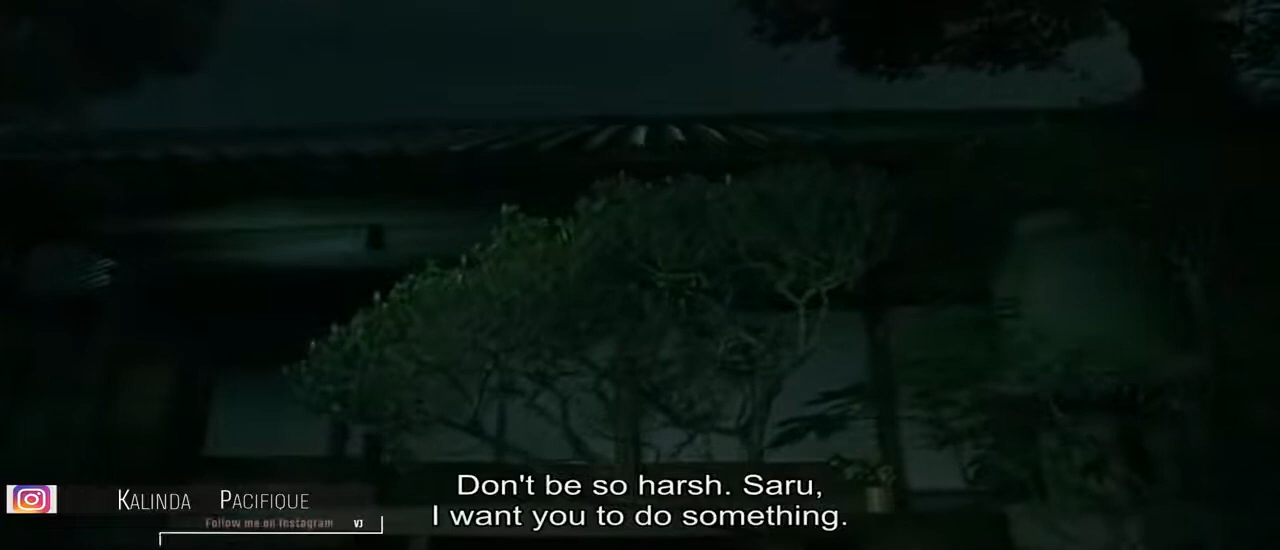 Don't be so harsh. Saru,
I want you to do something.
KALINDA PACIFIQUE
Follow me on Instagram VJ